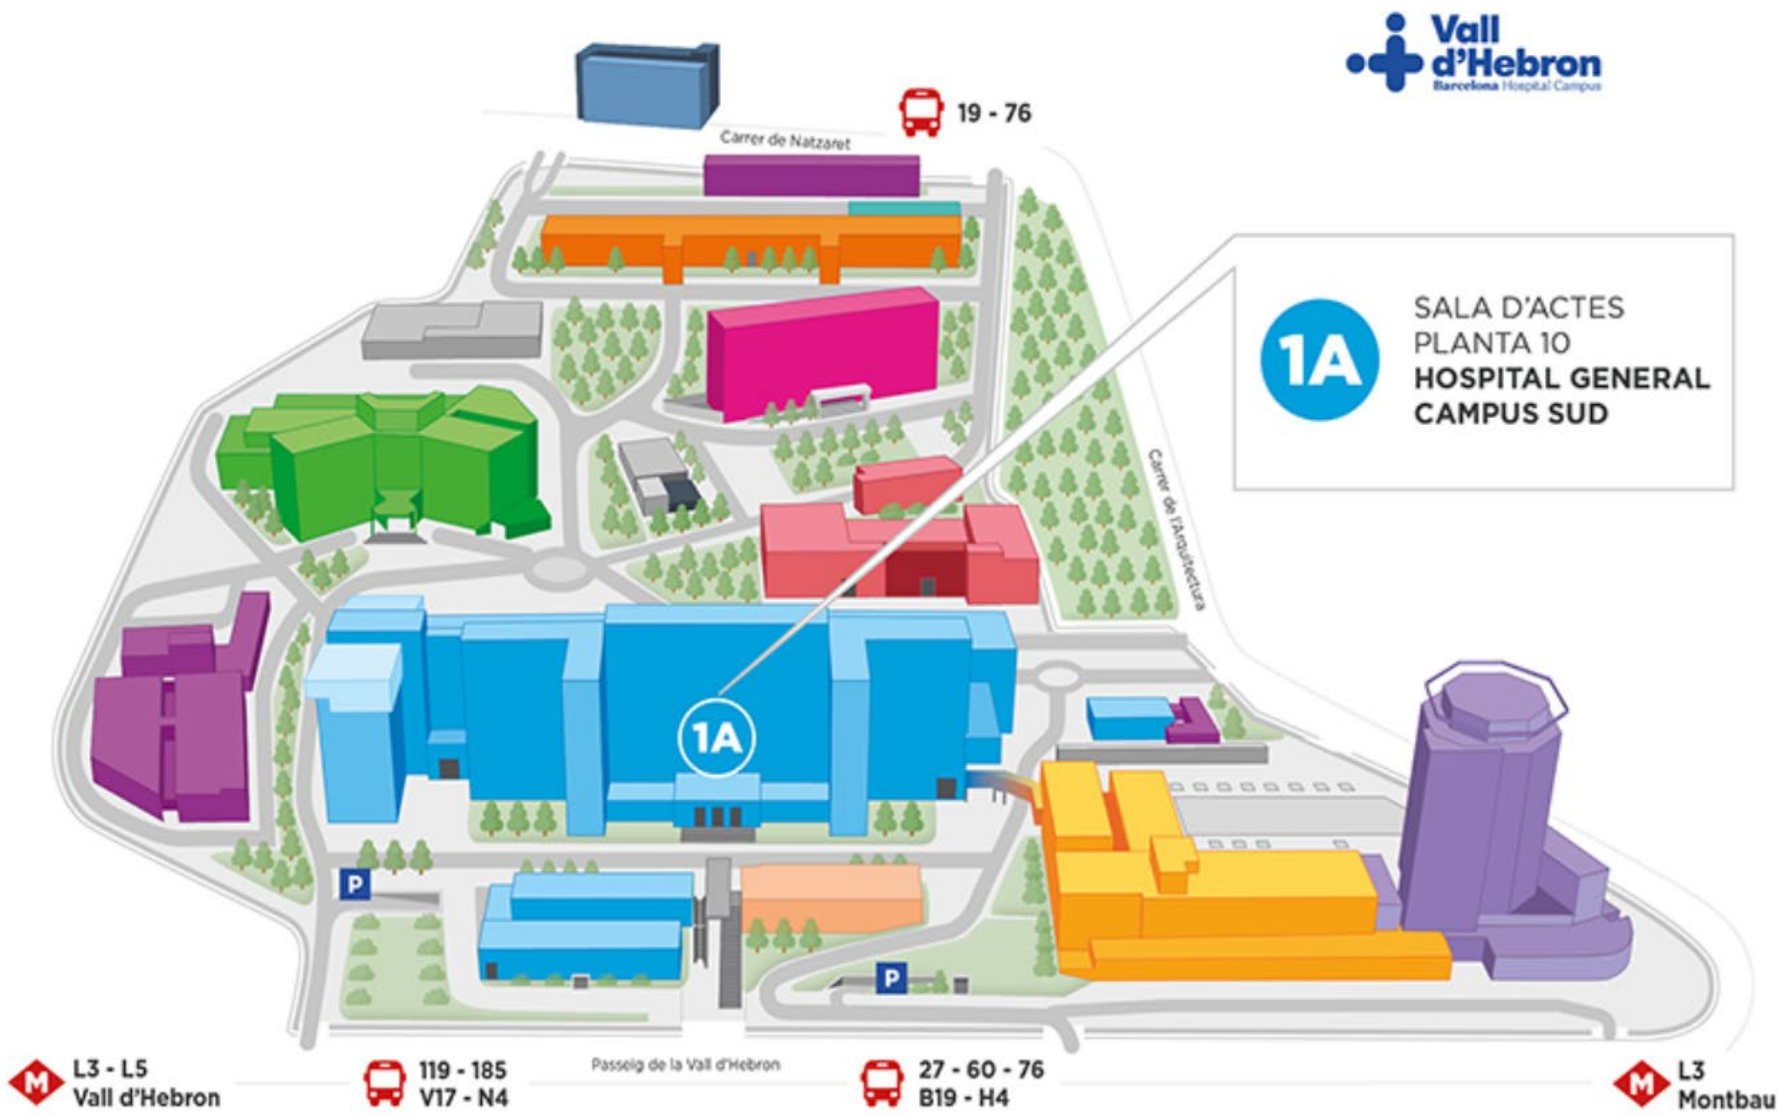 Vall
d'Hebron
Barcelona Hospital Campus
19 - 76
Carrer de Natzaret
1A
SALA D'ACTES
PLANTA 10
HOSPITAL GENERAL
CAMPUS SUD
Carrer de l'Arquitectura
1A
P
P
M
L3 - L5
Vall d'Hebron
119 - 185
V17 - N4
Passeig de la Vall d'Hebron
27 - 60 - 76
B19 - H4
M
L3
Montbau